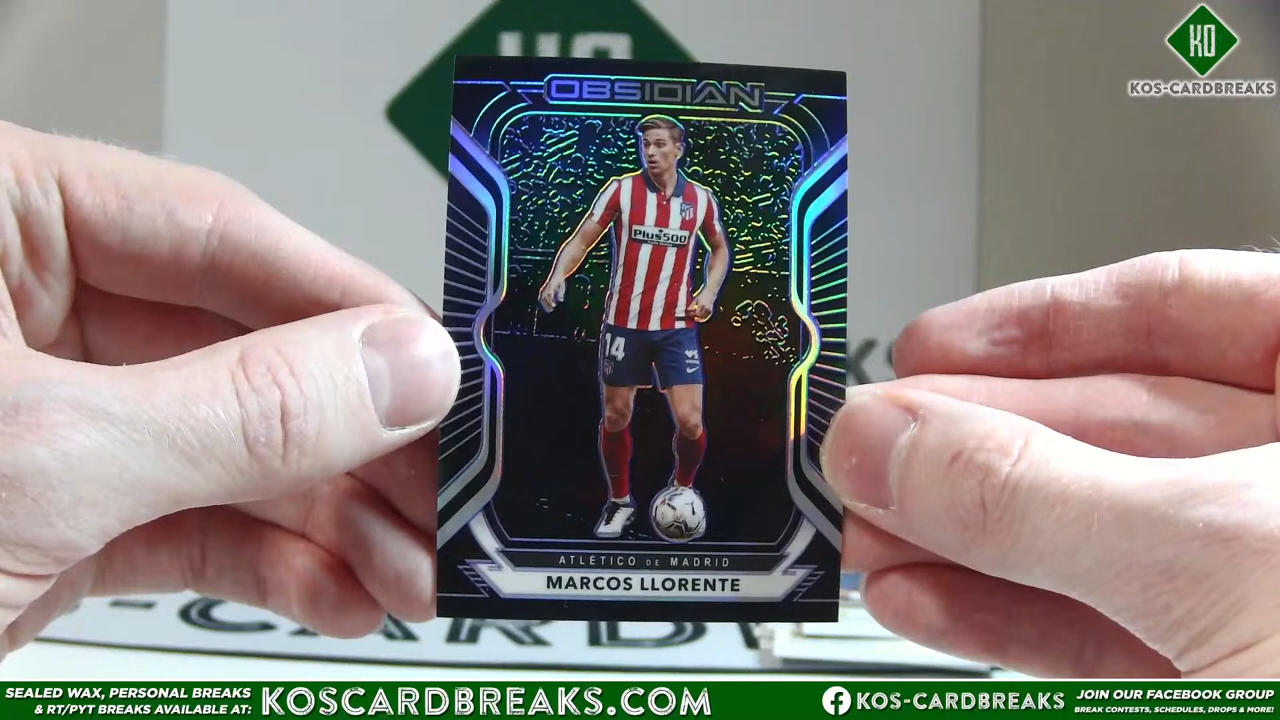 KO
KOS-CARDBREAKS
OBSIDIAN
Plus500
14
ATLÉTICO DE MADRID
MARCOS LLORENTE
SEALED WAX, PERSONAL BREAKS
& RT/PYT BREAKS AVAILABLE AT:
KOSCARDBREAKS.COM
KOS-CARDBREAKS
JOIN OUR FACEBOOK GROUP
BREAK CONTESTS, SCHEDULES, DROPS & MORE!